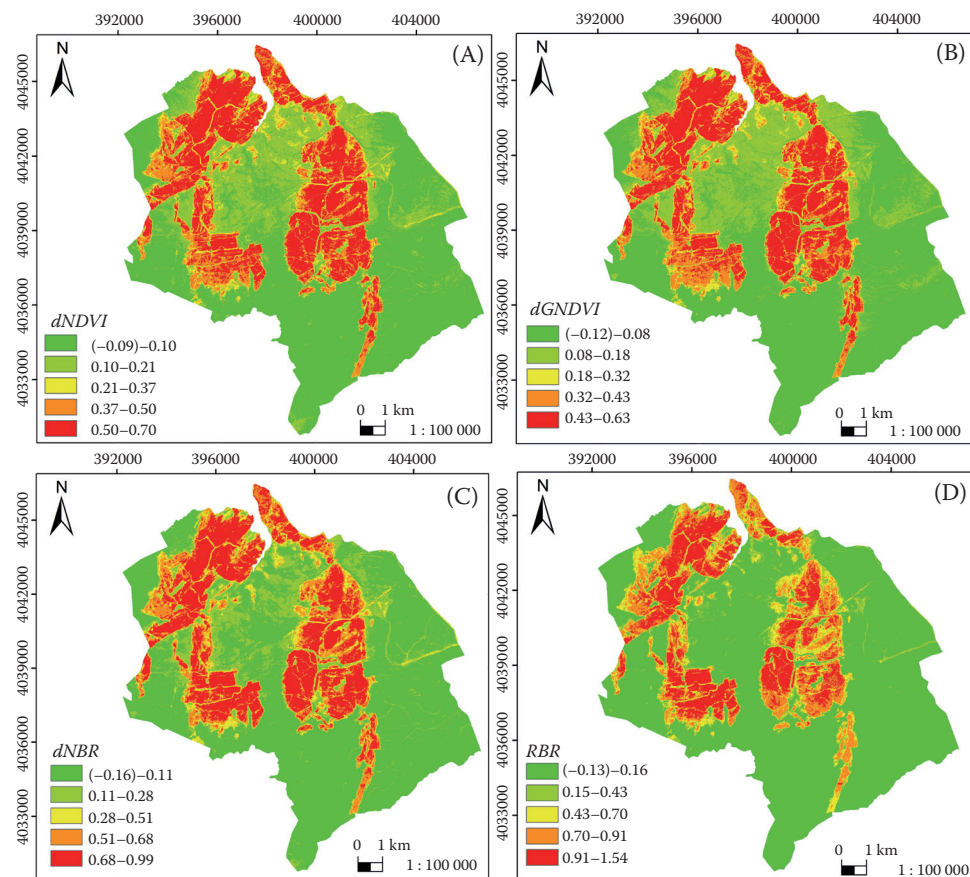 392000 396000 400000 404000
392000 396000 400000 404000
N
(A)
N
(B)
4045000
4042000
4039000
4036000
4033000
4045000
4042000
4039000
4036000
4033000
dNDVI
(−0.09)−0.10
0.10−0.21
0.21−0.37
0.37−0.50
0.50−0.70
0 1 km
1 : 100 000
dGNDVI
(−0.12)−0.08
0.08−0.18
0.18−0.32
0.32−0.43
0.43−0.63
0 1 km
1 : 100 000
392000 396000 400000 404000
392000 396000 400000 404000
N
(C)
N
(D)
4045000
4042000
4039000
4036000
4033000
4045000
4042000
4039000
4036000
4033000
dNBR
(−0.16)−0.11
0.11−0.28
0.28−0.51
0.51−0.68
0.68−0.99
0 1 km
1 : 100 000
RBR
(−0.13)−0.16
0.15−0.43
0.43−0.70
0.70−0.91
0.91−1.54
0 1 km
1 : 100 000